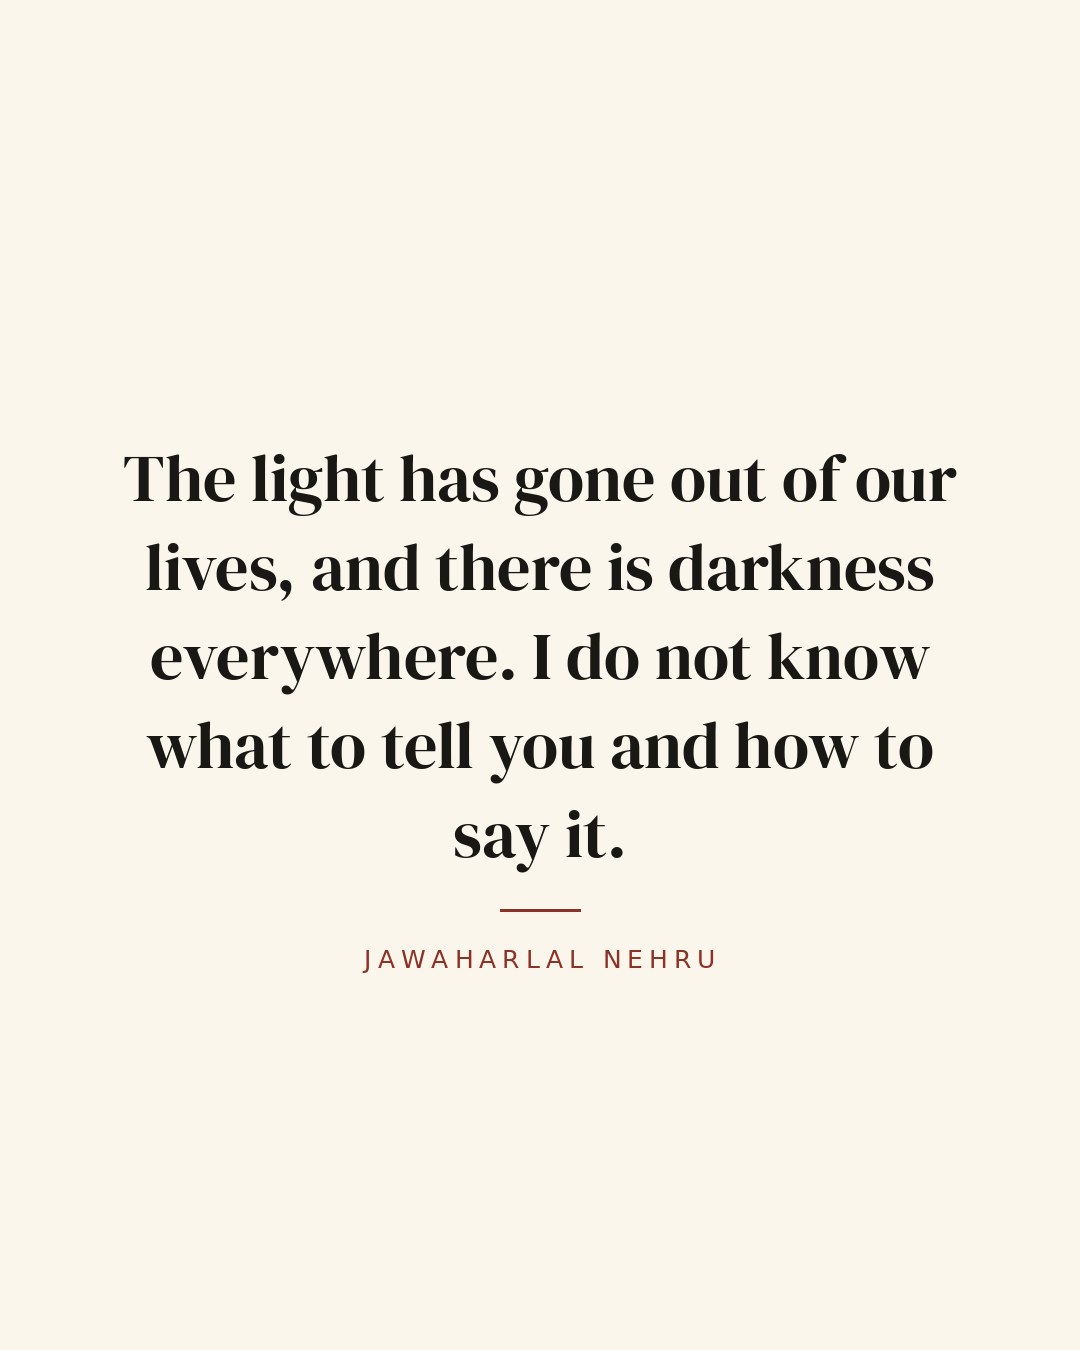 The light has gone out of our
lives, and there is darkness
everywhere. I do not know
what to tell you and how to
say it.
JAWAHARLAL NEHRU